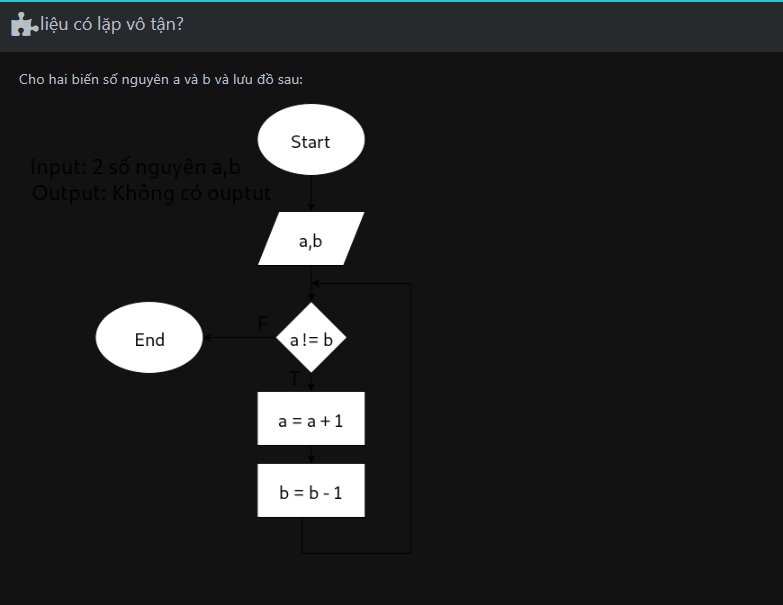 liệu có lặp vô tận?
Cho hai biến số nguyên a và b và lưu đồ sau:
Start
Input: 2 số nguyên a,b
Output: Không có ouptut
a,b
F
End
a != b
T
a = a + 1
b = b - 1